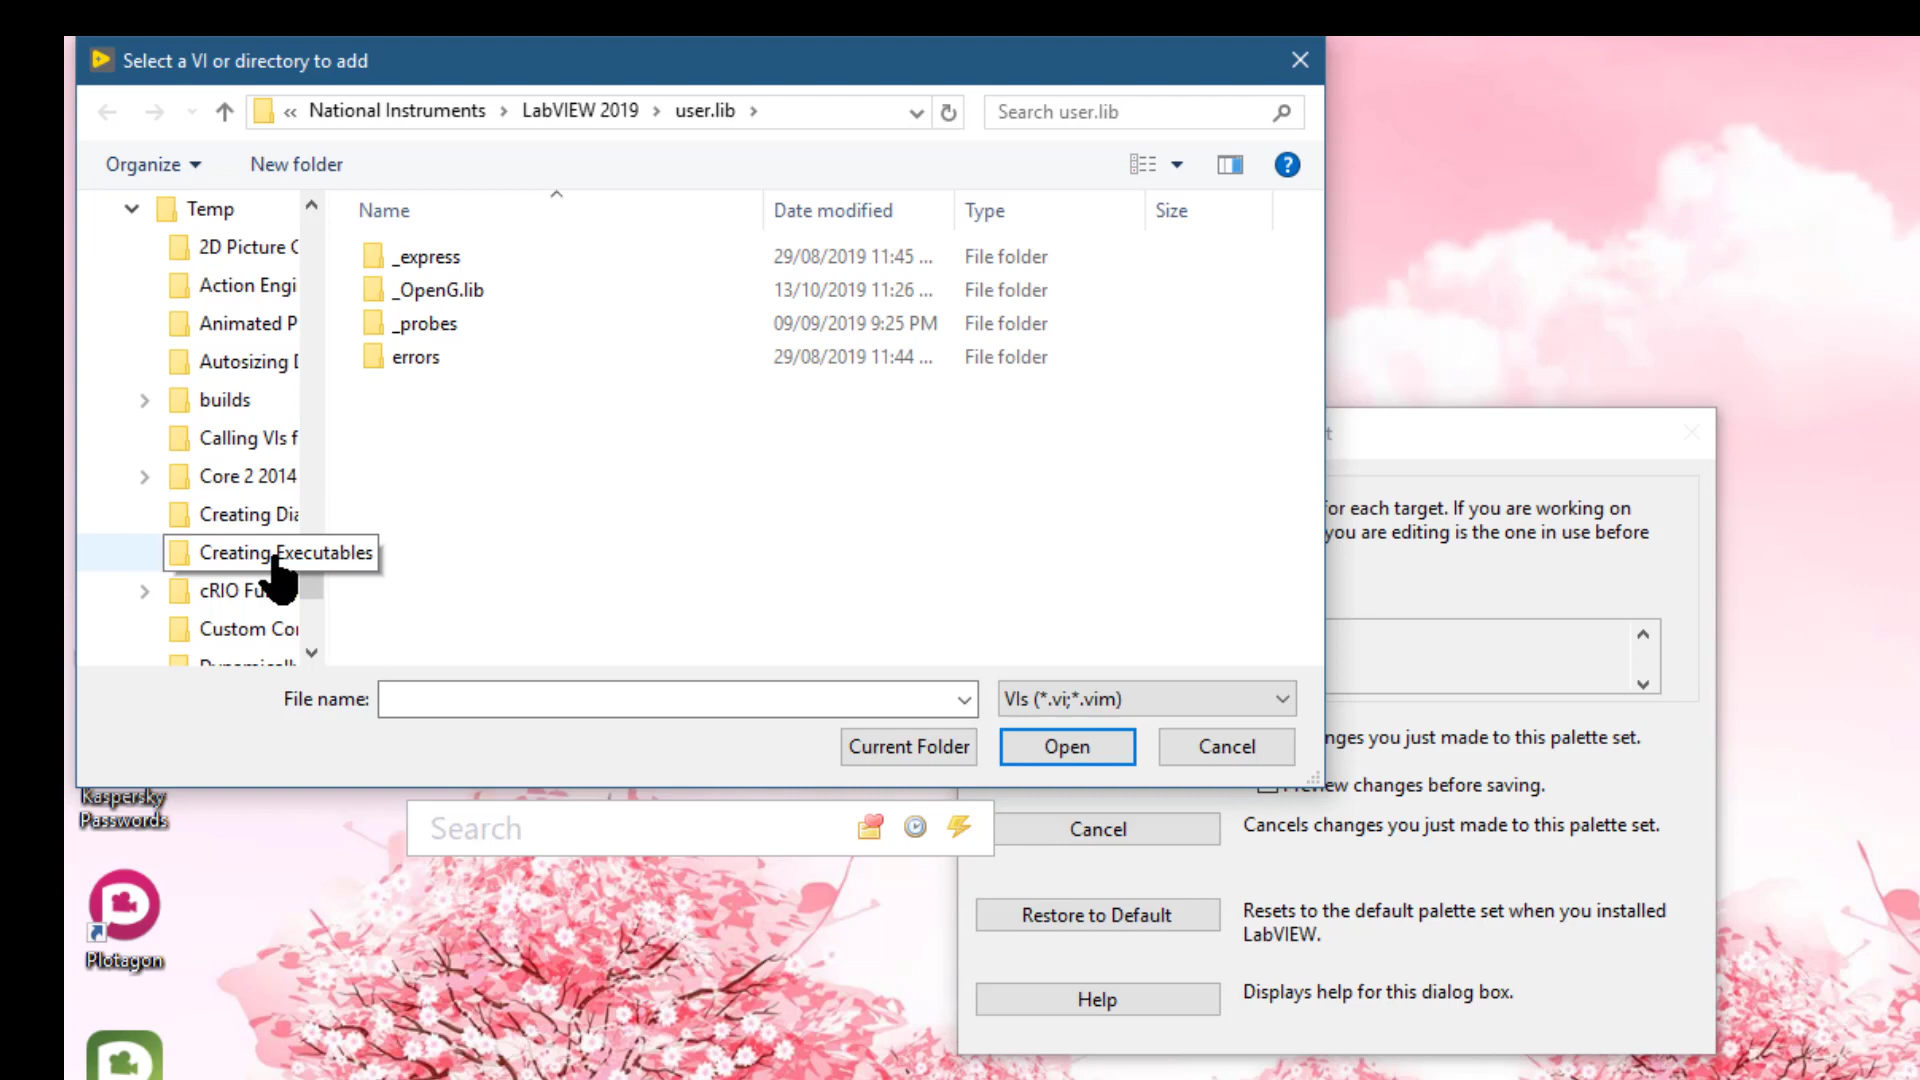 Select a VI or directory to add
« National Instruments > LabVIEW 2019 > user.lib >
Search user.lib
Organize
New folder
?
Name
Date modified
Type
Size
Temp
2D Picture C
Action Engi
Animated P
Autosizing
builds
Calling VIs f
Core 2 2014
Creating Dia
Creating Executables
cRIO Fu
Custom Cor
_express 29/08/2019 11:45 ... File folder
_OpenG.lib 13/10/2019 11:26 ... File folder
_probes 09/09/2019 9:25 PM File folder
errors 29/08/2019 11:44 ... File folder
File name:
VIs (*.vi;*.vim)
Current Folder
Open
Cancel
t
or each target. If you are working on
you are editing is the one in use before
nges you just made to this palette set.
changes before saving.
Cancel
Cancels changes you just made to this palette set.
Restore to Default
Resets to the default palette set when you installed
LabVIEW.
Help
Displays help for this dialog box.
Search
Kaspersky
Passwords
Plotagon